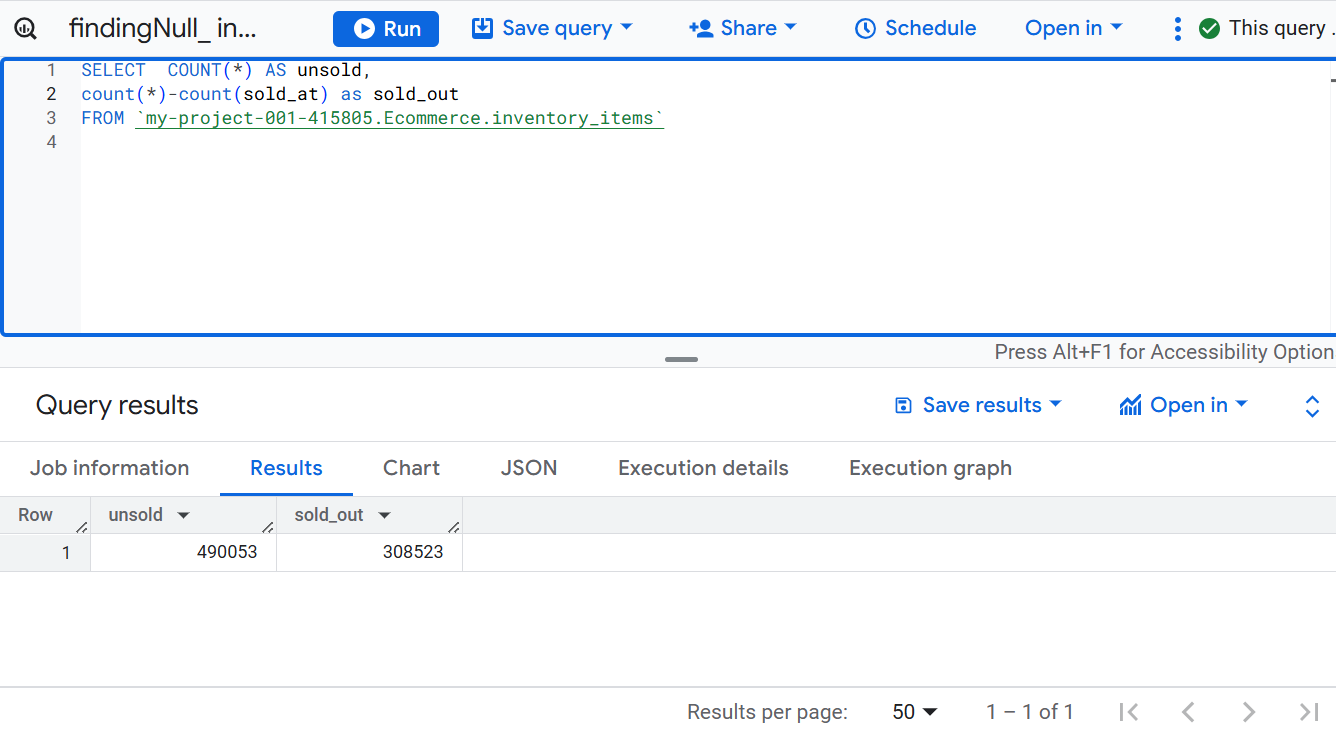 findingNull_ in... Run Save query Share Schedule Open in This query .
1 SELECT  COUNT(*) AS unsold,
2 count(*)-count(sold_at) as sold_out
3 FROM `my-project-001-415805.Ecommerce.inventory_items`
4
Press Alt+F1 for Accessibility Option
Query results Save results Open in
Job information Results Chart JSON Execution details Execution graph
Row unsold sold_out
1 490053 308523
Results per page: 50 1 – 1 of 1